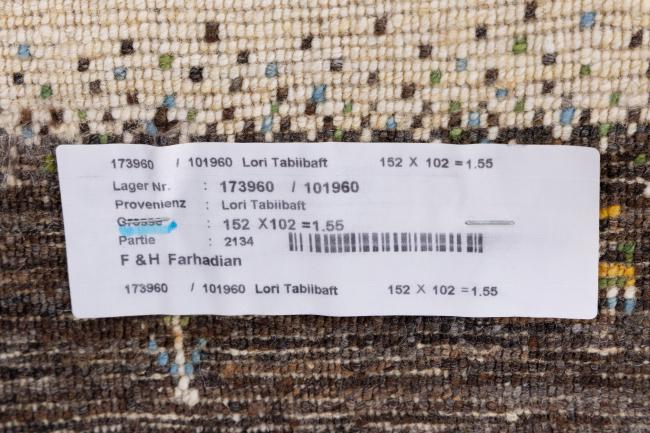 173960 / 101960 Lori Tabiibaft 152 X 102 = 1.55
Lager Nr. : 173960 / 101960
Provenienz : Lori Tabiibaft
Grosse : 152 X102 =1.55
Partie : 2134
F & H Farhadian
173960 / 101960 Lori Tabiibaft 152 X 102 = 1.55